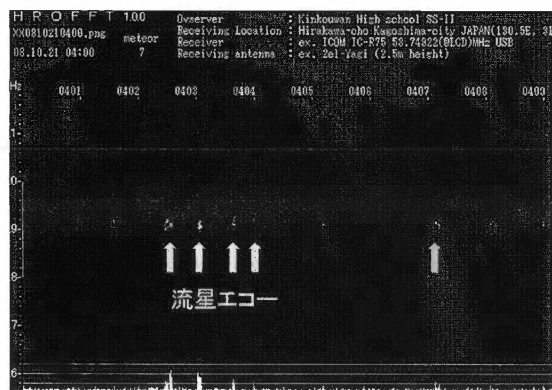 H R O F F T 1.00
Ovserver : Kinkouwan High school SS-II
XX0810210400.png meteor Receiving Location : Hirakawa-cho Kagoshima-city JAPAN(130.5E, 31
Receiver : ex. ICOM IC-R75 53.74322(@LCD)MHz USB
08.10.21 04:00 7 Receiving antenna : ex. 2el-Yagi (2.5m height)
Hz
0401 0402 0403 0404 0405 0406 0407 0408 0409
1
0
9
流星エコー
8
7
6